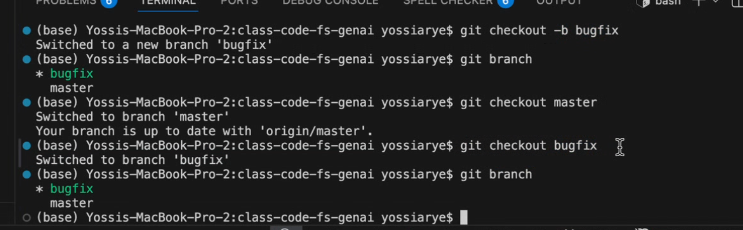 PROBLEMS 6 TERMINAL PORTS DEBUG CONSOLE SPELL CHECKER 6 OUTPUT bash
(base) Yossis-MacBook-Pro-2:class-code-fs-genai yossiarye$ git checkout -b bugfix
Switched to a new branch 'bugfix'
(base) Yossis-MacBook-Pro-2:class-code-fs-genai yossiarye$ git branch
* bugfix
master
(base) Yossis-MacBook-Pro-2:class-code-fs-genai yossiarye$ git checkout master
Switched to branch 'master'
Your branch is up to date with 'origin/master'.
(base) Yossis-MacBook-Pro-2:class-code-fs-genai yossiarye$ git checkout bugfix
Switched to branch 'bugfix'
(base) Yossis-MacBook-Pro-2:class-code-fs-genai yossiarye$ git branch
* bugfix
master
(base) Yossis-MacBook-Pro-2:class-code-fs-genai yossiarye$